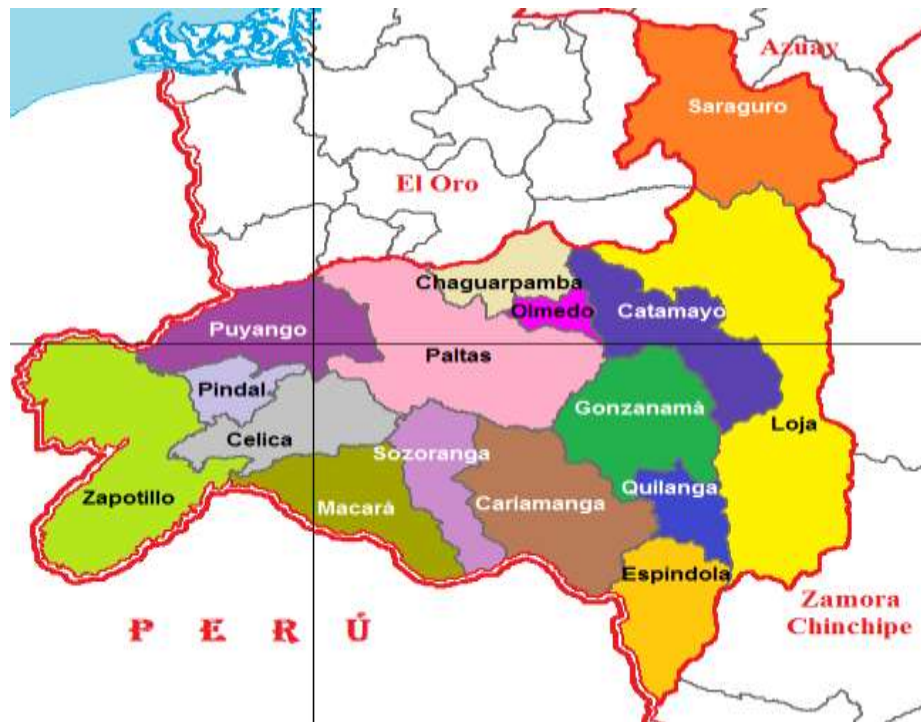 Azuay
Saraguro
El Oro
Chaguarpamba
Olmedo
Catamayo
Puyango
Paltas
Pindal
Gonzanamá
Celica
Loja
Sozoranga
Zapotillo
Quilanga
Macará
Cariamanga
Espindola
Zamora
Chinchipe
PERÚ